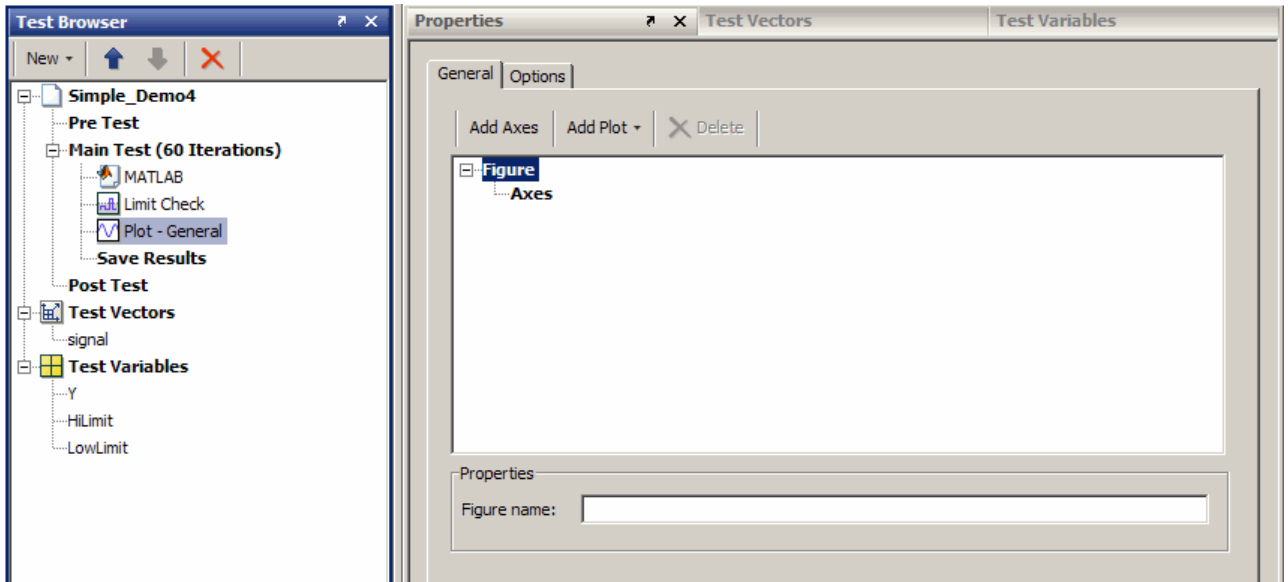 Test Browser
New
Simple_Demo4
Pre Test
Main Test (60 Iterations)
MATLAB
Limit Check
Plot - General
Save Results
Post Test
Test Vectors
signal
Test Variables
Y
HiLimit
LowLimit
Properties Test Vectors Test Variables
General Options
Add Axes Add Plot Delete
Figure
Axes
Properties
Figure name: